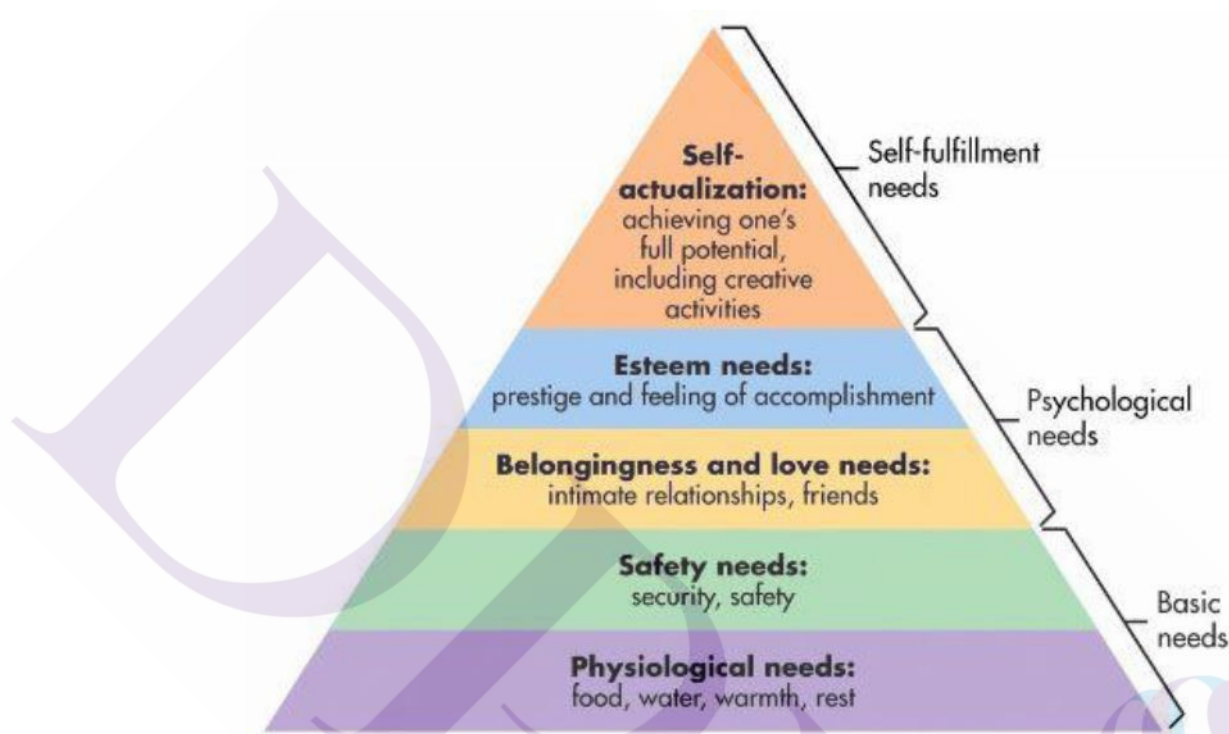 Self-
actualization:
achieving one's
full potential,
including creative
activities
Self-fulfillment
needs
Esteem needs:
prestige and feeling of accomplishment
Psychological
needs
Belongingness and love needs:
intimate relationships, friends
Safety needs:
security, safety
Basic
needs
Physiological needs:
food, water, warmth, rest